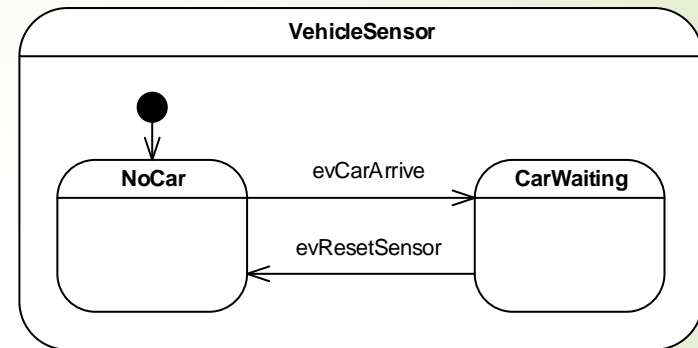 VehicleSensor
NoCar
evCarArrive
CarWaiting
evResetSensor